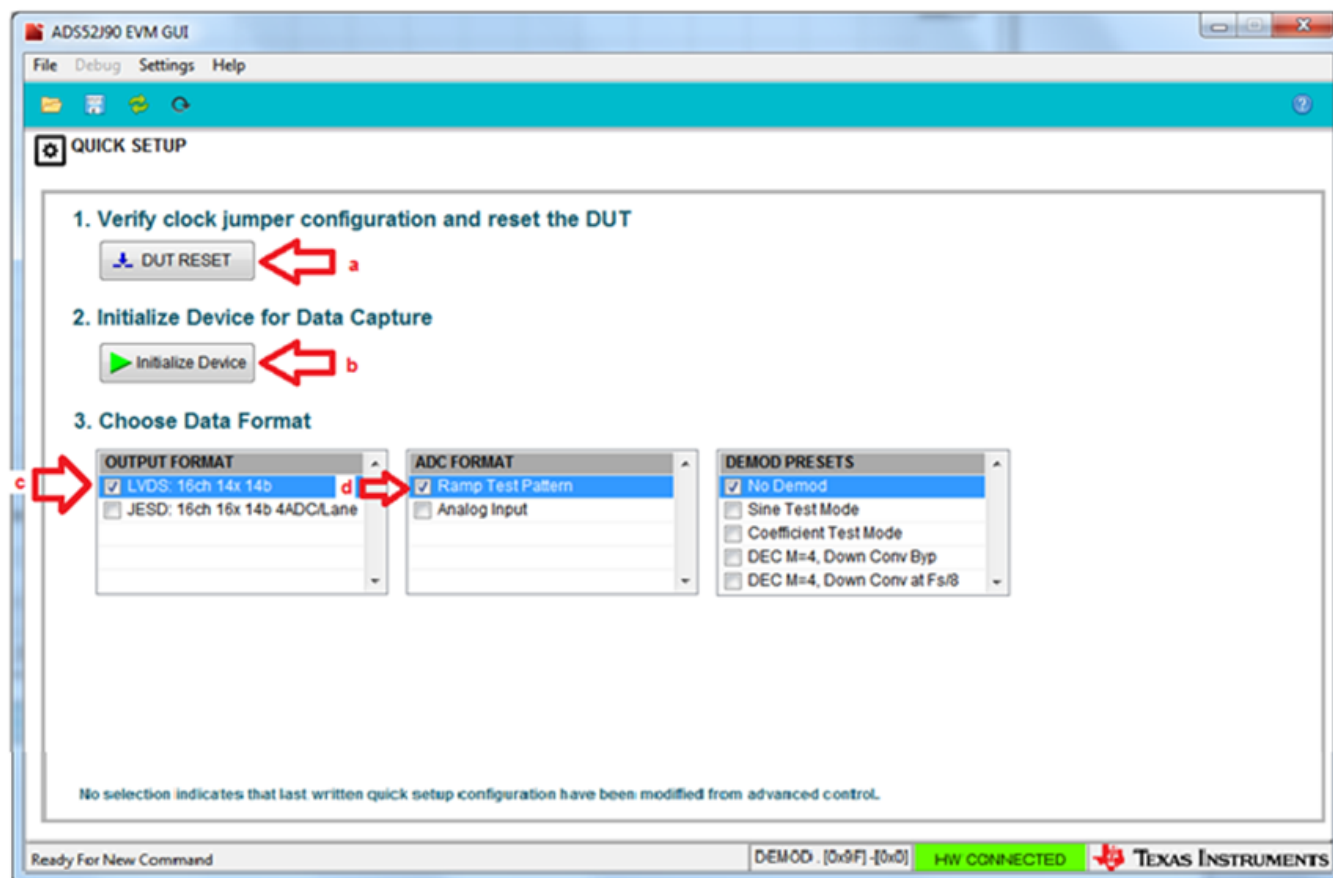 ADS52J90 EVM GUI
File Debug Settings Help
QUICK SETUP
1. Verify clock jumper configuration and reset the DUT
DUT RESET
a
2. Initialize Device for Data Capture
Initialize Device
b
3. Choose Data Format
OUTPUT FORMAT
c
LVDS: 16ch 14x 14b
JESD: 16ch 16x 14b 4ADC/Lane
ADC FORMAT
d
Ramp Test Pattern
Analog Input
DEMOD PRESETS
No Demod
Sine Test Mode
Coefficient Test Mode
DEC M=4, Down Conv Byp
DEC M=4, Down Conv at Fs/8
No selection indicates that last written quick setup configuration have been modified from advanced control.
Ready For New Command
DEMOD . [0x9F] -[0x0]
HW CONNECTED
TEXAS INSTRUMENTS